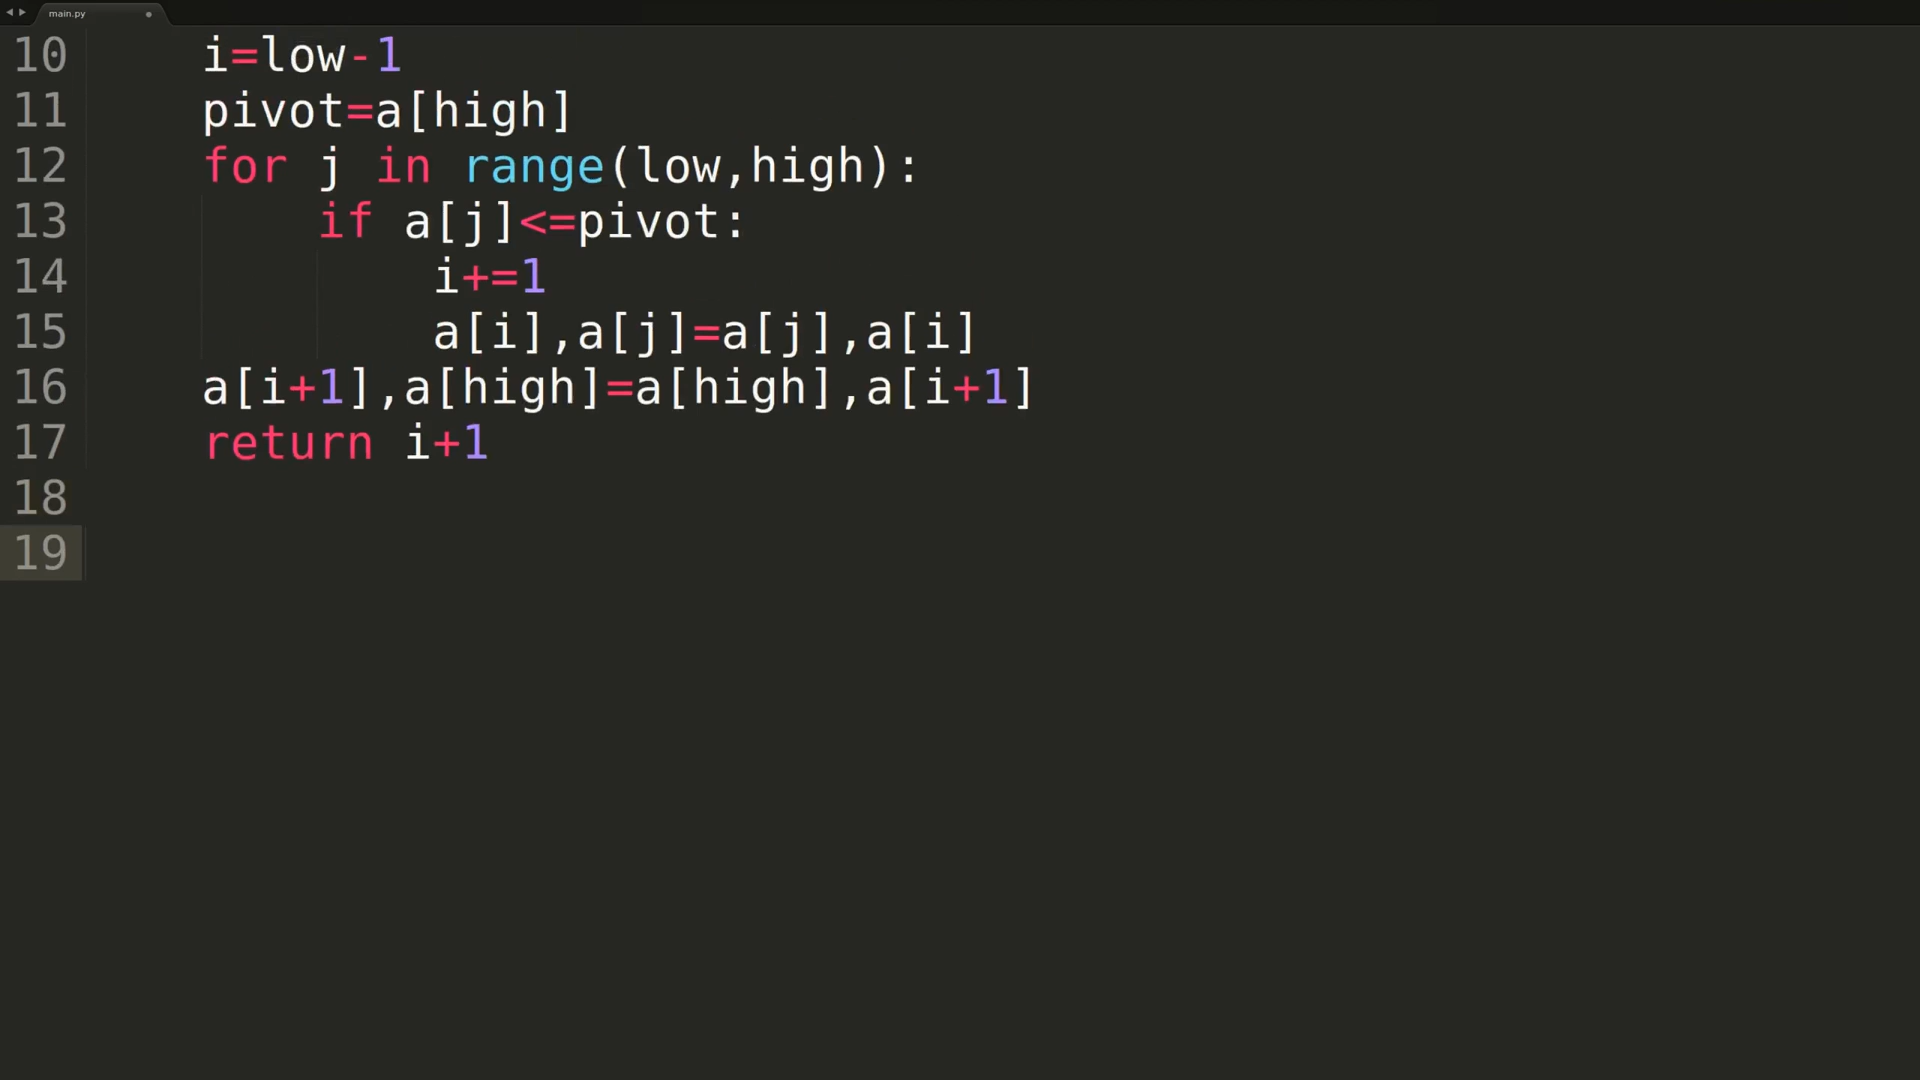 main.py
10 i=low-1
11 pivot=a[high]
12 for j in range(low,high):
13 if a[j]<=pivot:
14 i+=1
15 a[i],a[j]=a[j],a[i]
16 a[i+1],a[high]=a[high],a[i+1]
17 return i+1
18
19